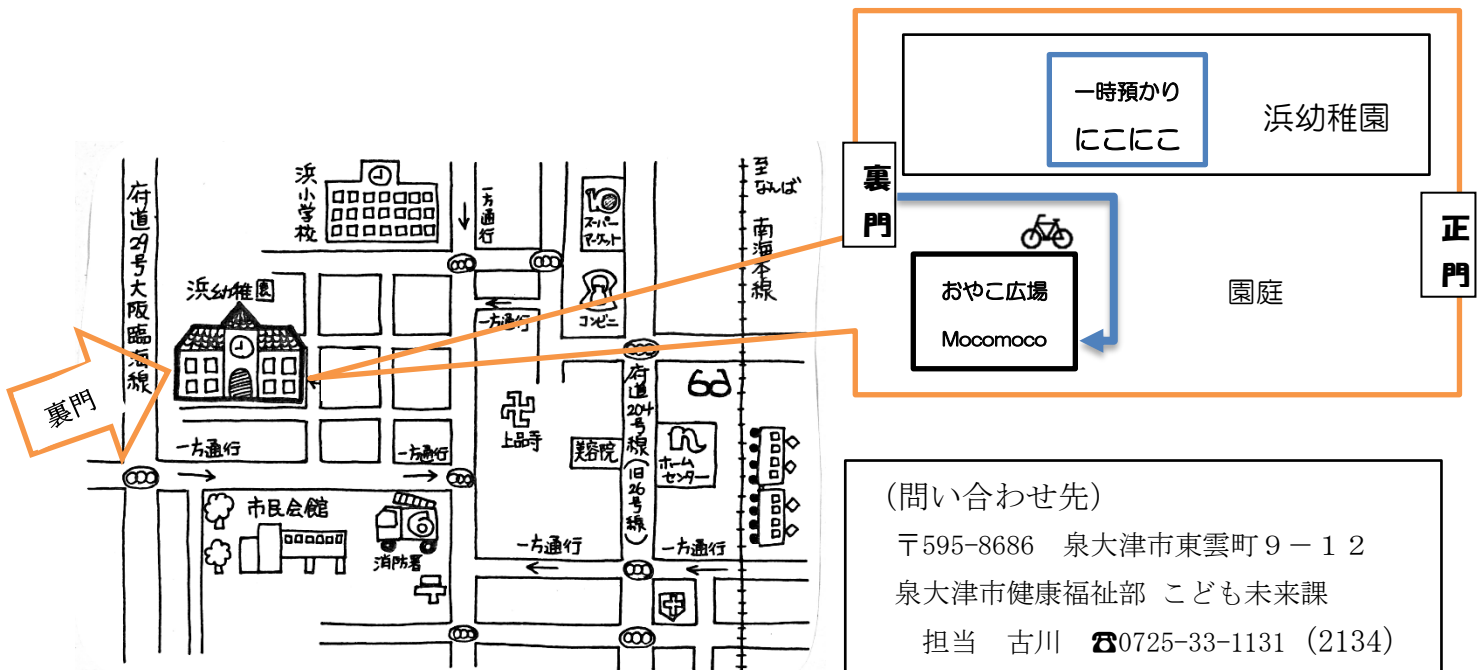 府道29号大阪臨海線
浜小学校
一方通行
スーパー
マーケット
至なんば
南海本線
浜幼稚園
一方通行
コンビニ
裏門
上品寺
美容院
府道204号線(旧26号線)
ホーム
センター
一方通行
一方通行
市民会館
消防署
一方通行
一方通行
一時預かり
にこにこ
浜幼稚園
裏門
正門
おやこ広場
Mocomoco
園庭
(問い合わせ先)
〒595-8686 泉大津市東雲町9-12
泉大津市健康福祉部 こども未来課
担当 古川 ☎0725-33-1131 (2134)